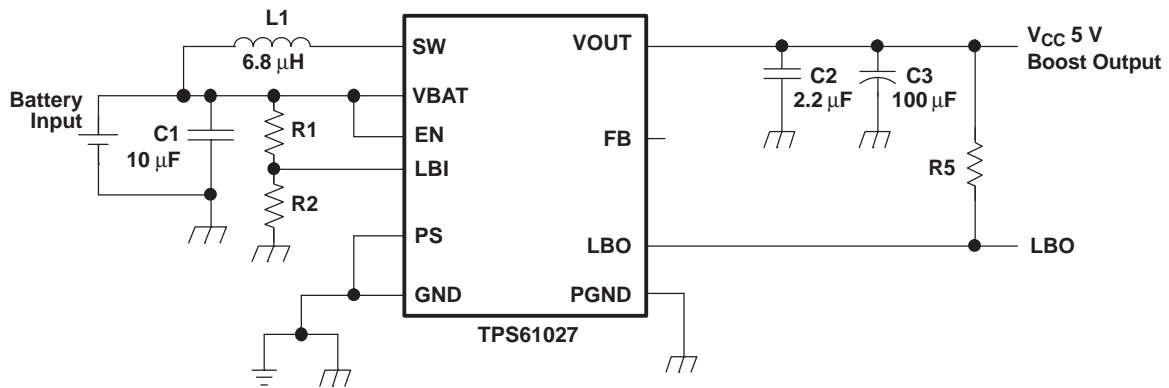 L1
6.8 μH
SW
VOUT
VCC 5 V
Boost Output
Battery
Input
C1
10 μF
VBAT
R1
EN
LBI
R2
C2
2.2 μF
C3
100 μF
FB
R5
PS
LBO
LBO
GND
PGND
TPS61027